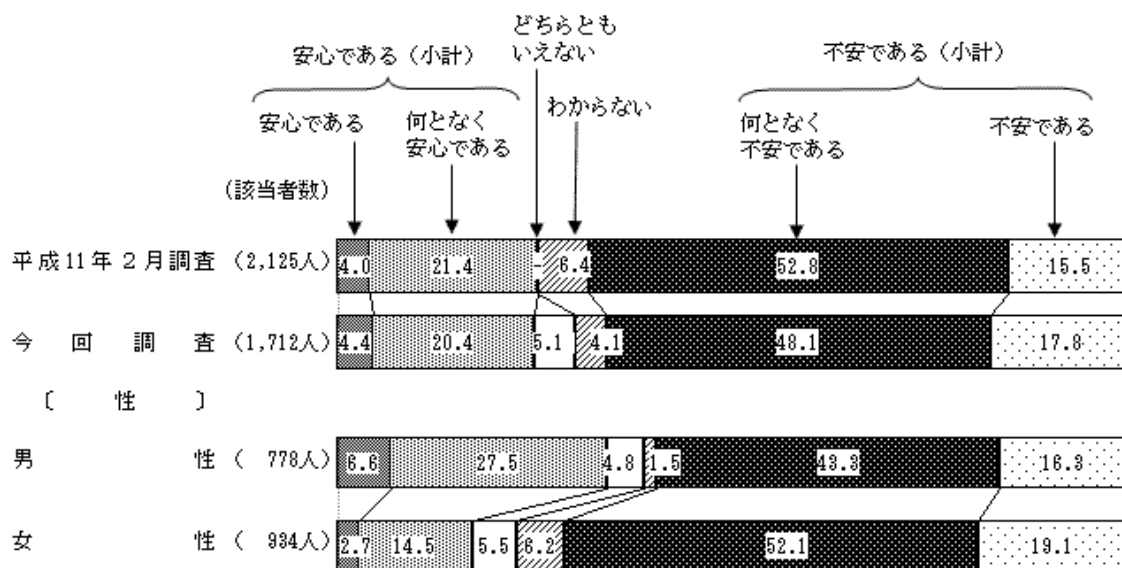 どちらとも
いえない
安心である（小計）
不安である（小計）
わからない
安心である
何となく
安心である
何となく
不安である
不安である
（該当者数）
平成11年２月調査（2,125人） 4.0 21.4 - 6.4 52.8 15.5
今回調査（1,712人） 4.4 20.4 5.1 4.1 48.1 17.8
〔性〕
男性（ 778人） 6.6 27.5 4.8 1.5 43.3 16.3
女性（ 934人） 2.7 14.5 5.5 6.2 52.1 19.1